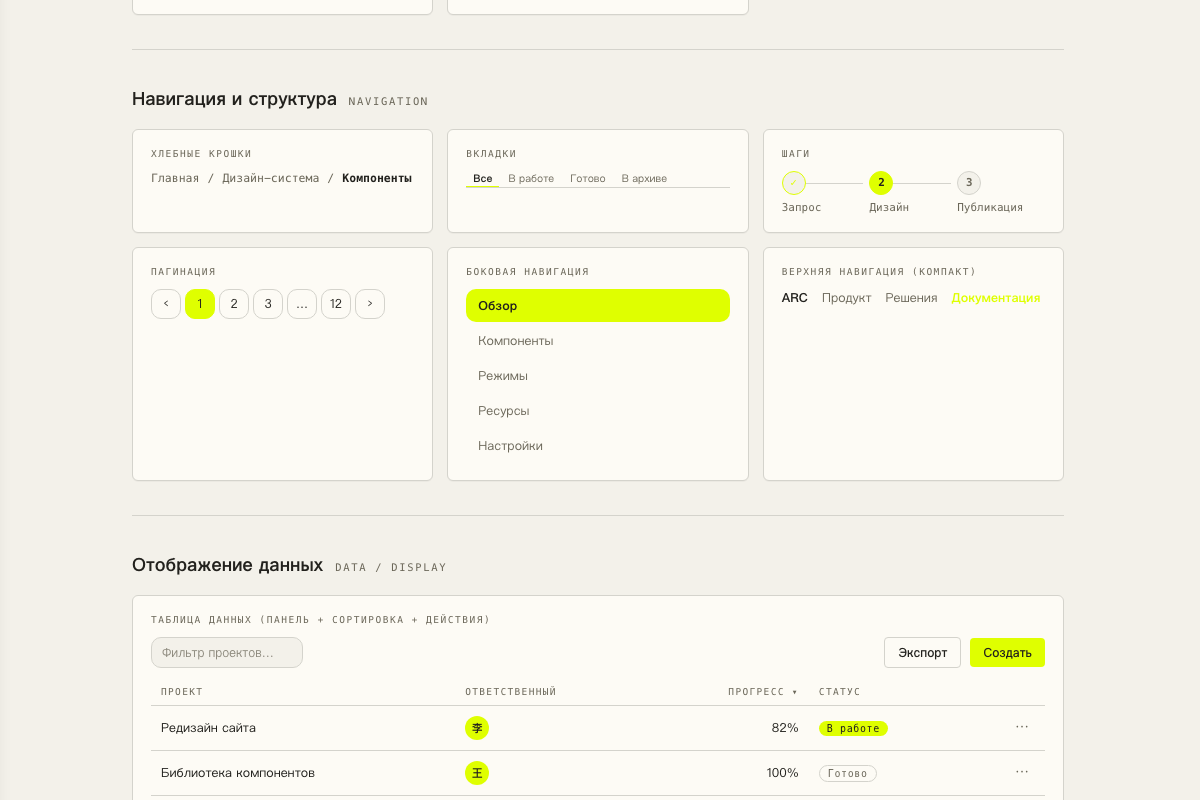 Навигация и структура NAVIGATION
ХЛЕБНЫЕ КРОШКИ
Главная / Дизайн-система / Компоненты
ВКЛАДКИ
Все В работе Готово В архиве
ШАГИ
✓ 2 3
Запрос Дизайн Публикация
ПАГИНАЦИЯ
‹ 1 2 3 … 12 ›
БОКОВАЯ НАВИГАЦИЯ
Обзор
Компоненты
Режимы
Ресурсы
Настройки
ВЕРХНЯЯ НАВИГАЦИЯ (КОМПАКТ)
ARC Продукт Решения Документация
Отображение данных DATA / DISPLAY
ТАБЛИЦА ДАННЫХ (ПАНЕЛЬ + СОРТИРОВКА + ДЕЙСТВИЯ)
Фильтр проектов… Экспорт Создать
ПРОЕКТ ОТВЕТСТВЕННЫЙ ПРОГРЕСС ▾ СТАТУС
Редизайн сайта 李 82% В работе ⋯
Библиотека компонентов 王 100% Готово ⋯